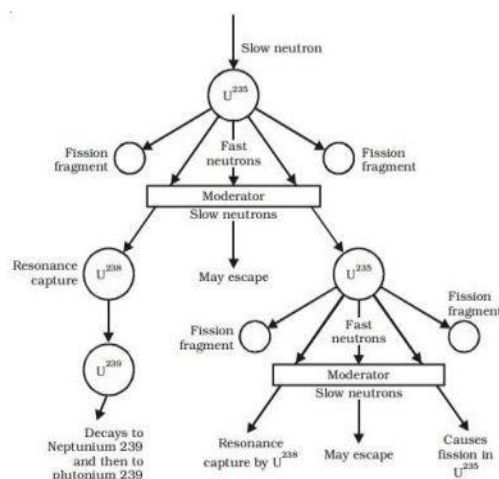 Slow neutron
U235
Fission
fragment
Fast
neutrons
Fission
fragment
Moderator
Slow neutrons
Resonance
capture
U238
May escape
U235
Fission
fragment
Fast
neutrons
Fission
fragment
U239
Moderator
Slow neutrons
Decays to
Neptunium 239
and then to
plutonium 239
Resonance
capture by U238
May escape
Causes
fission in
U235